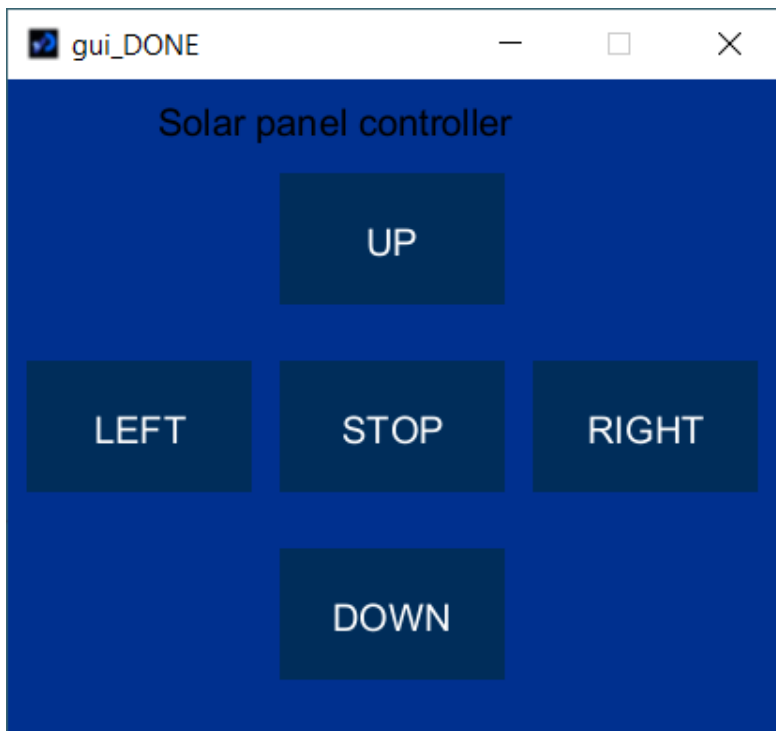 gui_DONE
Solar panel controller
UP
LEFT STOP RIGHT
DOWN